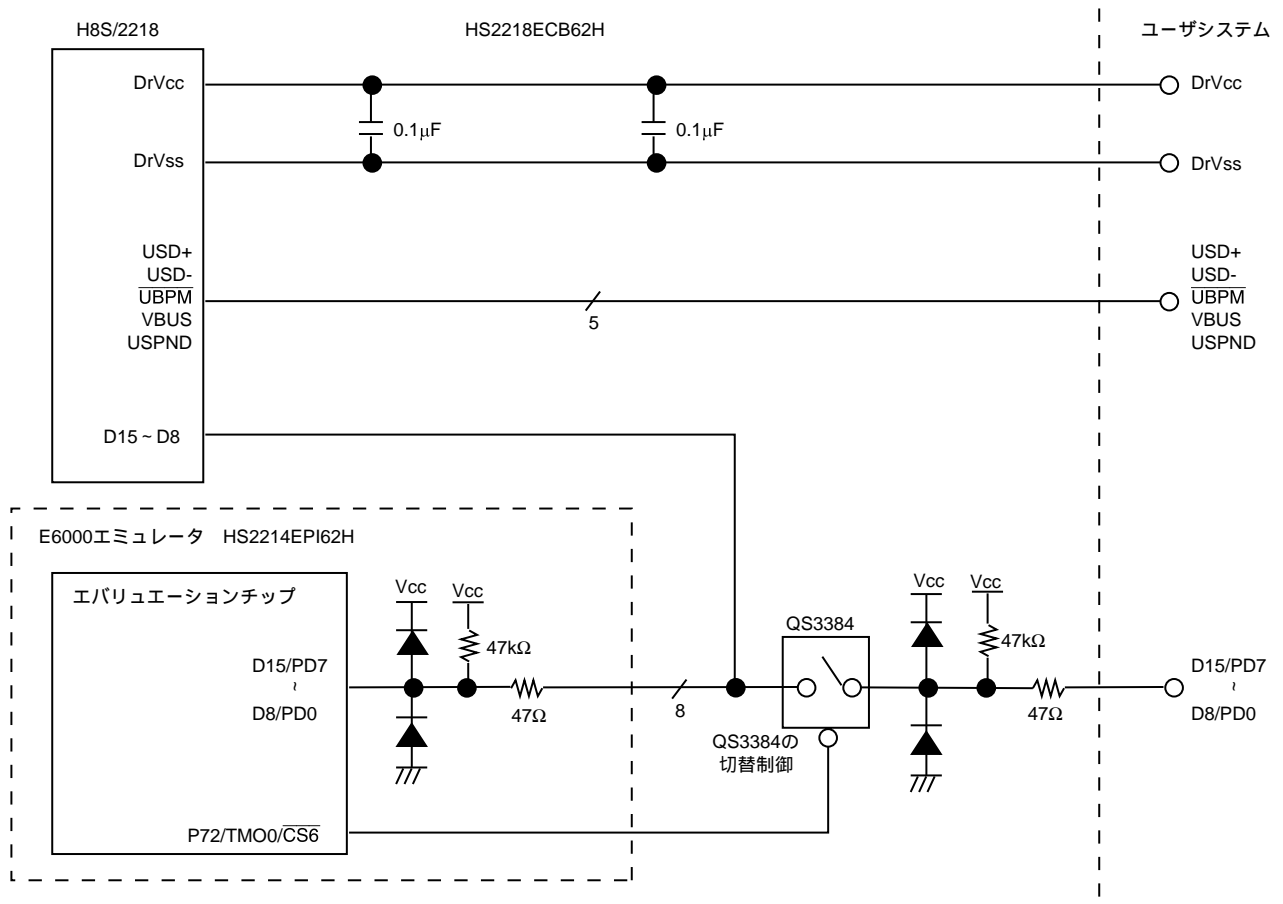 H8S/2218
HS2218ECB62H
ユーザシステム
DrVcc
DrVcc
0.1μF
0.1μF
DrVss
DrVss
USD+
USD-
UBPM
VBUS
USPND
5
USD+
USD-
UBPM
VBUS
USPND
D15 ~ D8
E6000エミュレータ HS2214EPI62H
エバリュエーションチップ
Vcc
Vcc
47kΩ
D15/PD7
~
D8/PD0
47Ω
8
QS3384
QS3384の
切替制御
Vcc
Vcc
47kΩ
47Ω
D15/PD7
~
D8/PD0
P72/TMO0/CS6